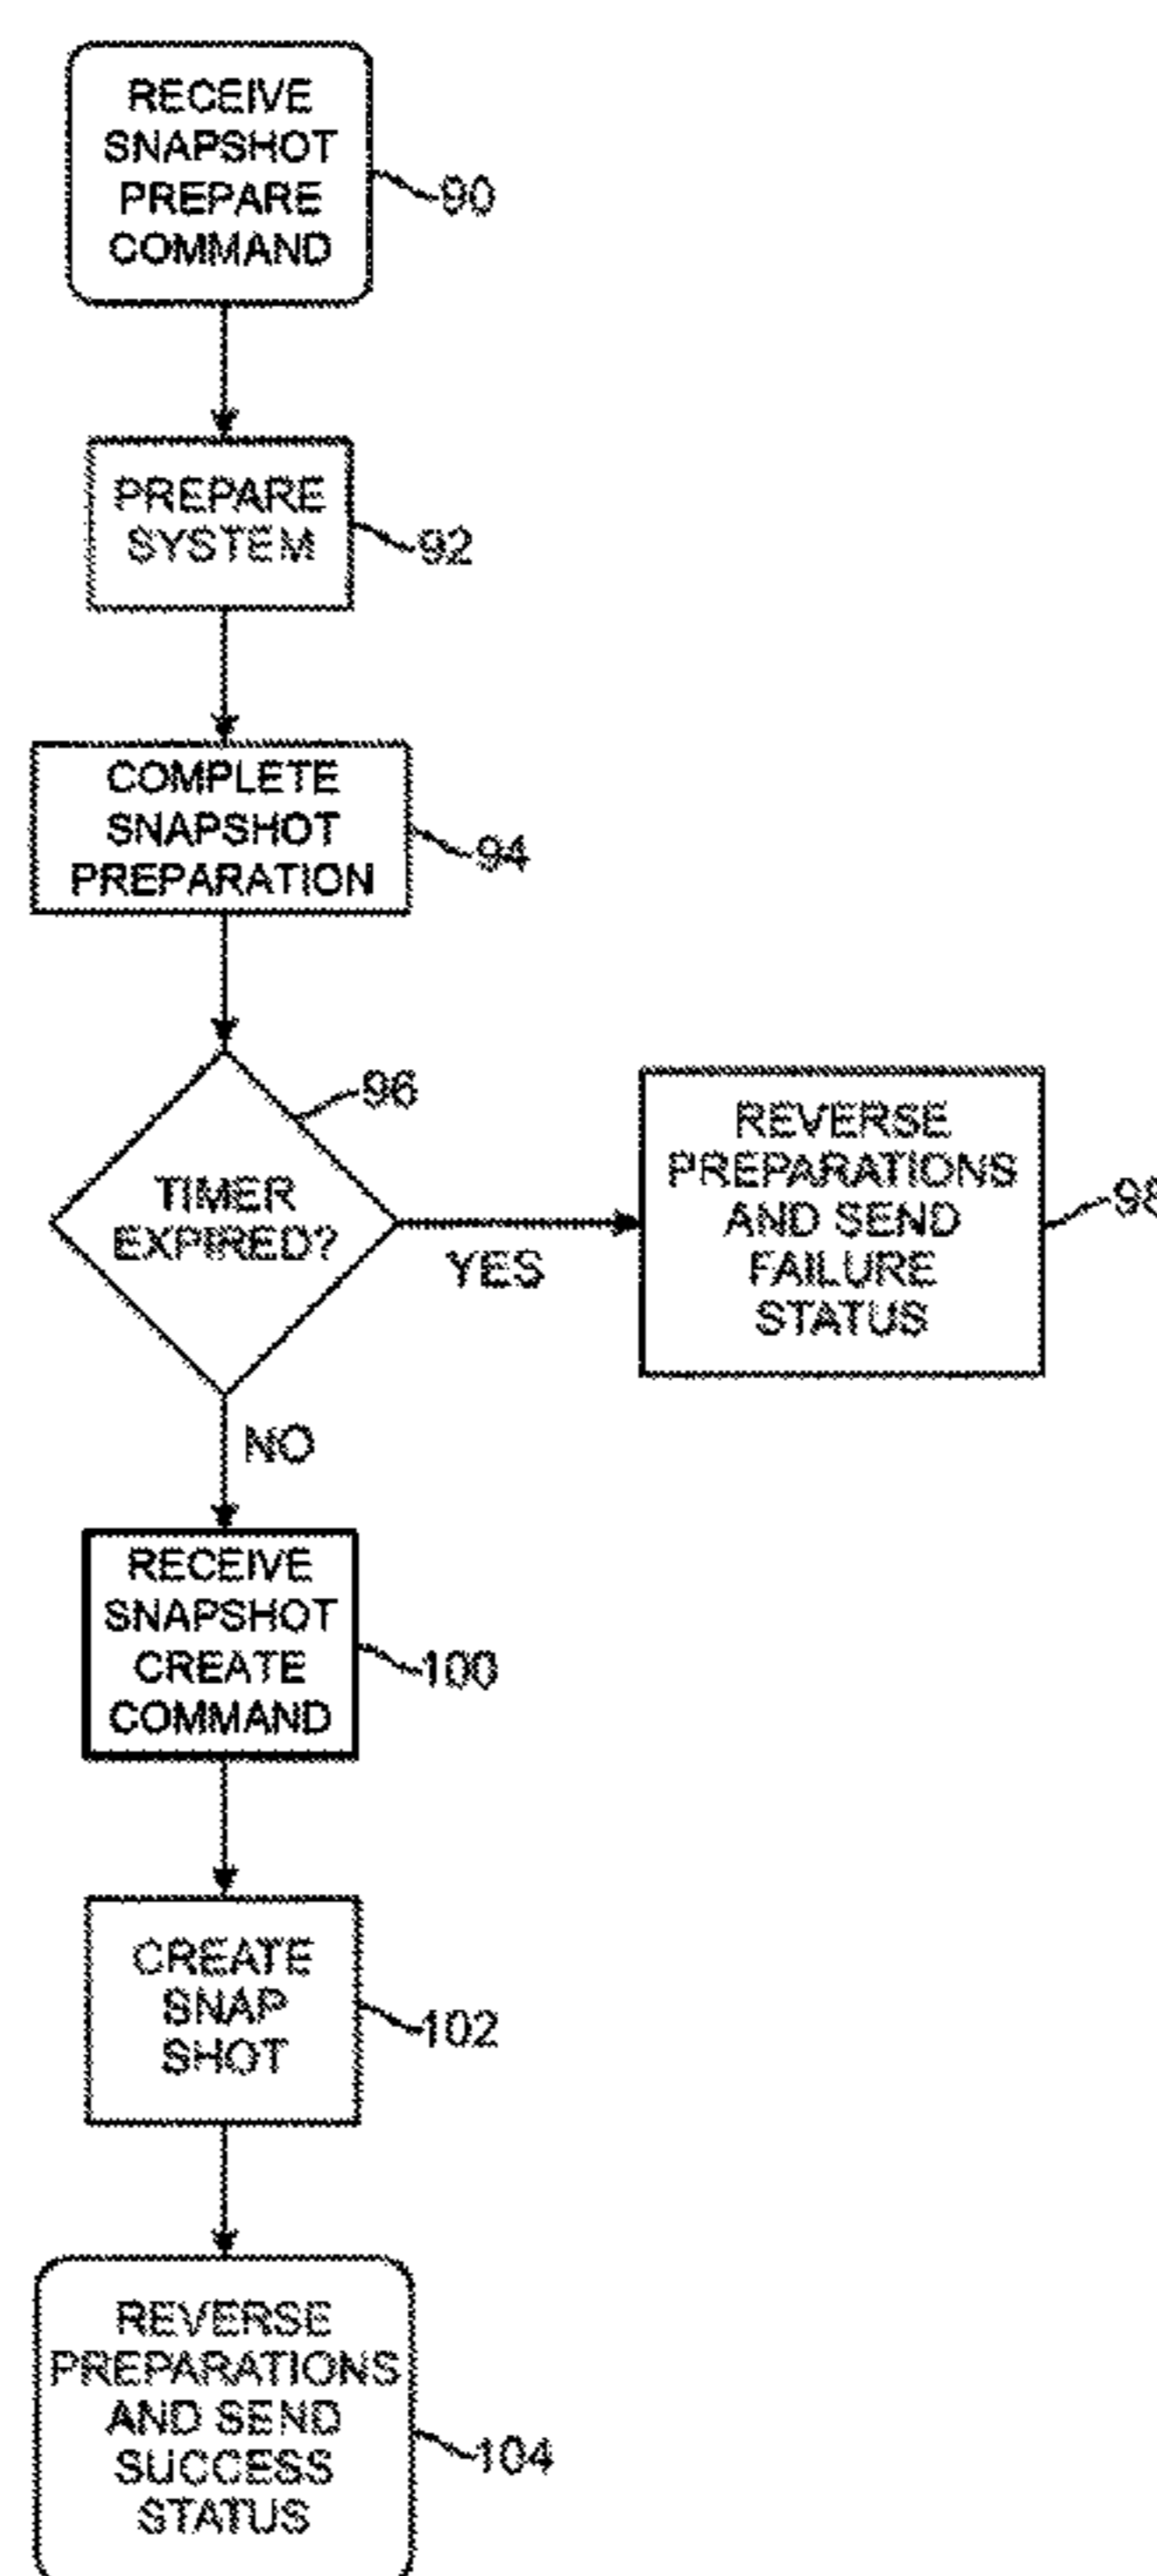 RECEIVE
SNAPSHOT
PREPARE
COMMAND
90
PREPARE
SYSTEM
92
COMPLETE
SNAPSHOT
PREPARATION
94
96
TIMER
EXPIRED?
YES
REVERSE
PREPARATIONS
AND SEND
FAILURE
STATUS
98
NO
RECEIVE
SNAPSHOT
CREATE
COMMAND
100
CREATE
SNAP
SHOT
102
REVERSE
PREPARATIONS
AND SEND
SUCCESS
STATUS
104